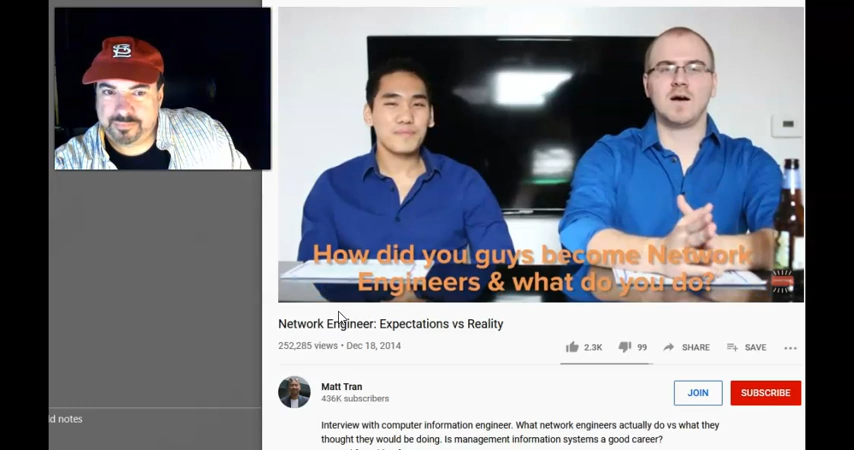 How did you guys become Network
Engineers & what do you do?
Network Engineer: Expectations vs Reality
252,285 views • Dec 18, 2014
2.3K
99
SHARE
SAVE
Matt Tran
436K subscribers
JOIN
SUBSCRIBE
Interview with computer information engineer. What network engineers actually do vs what they
thought they would be doing. Is management information systems a good career?
d notes